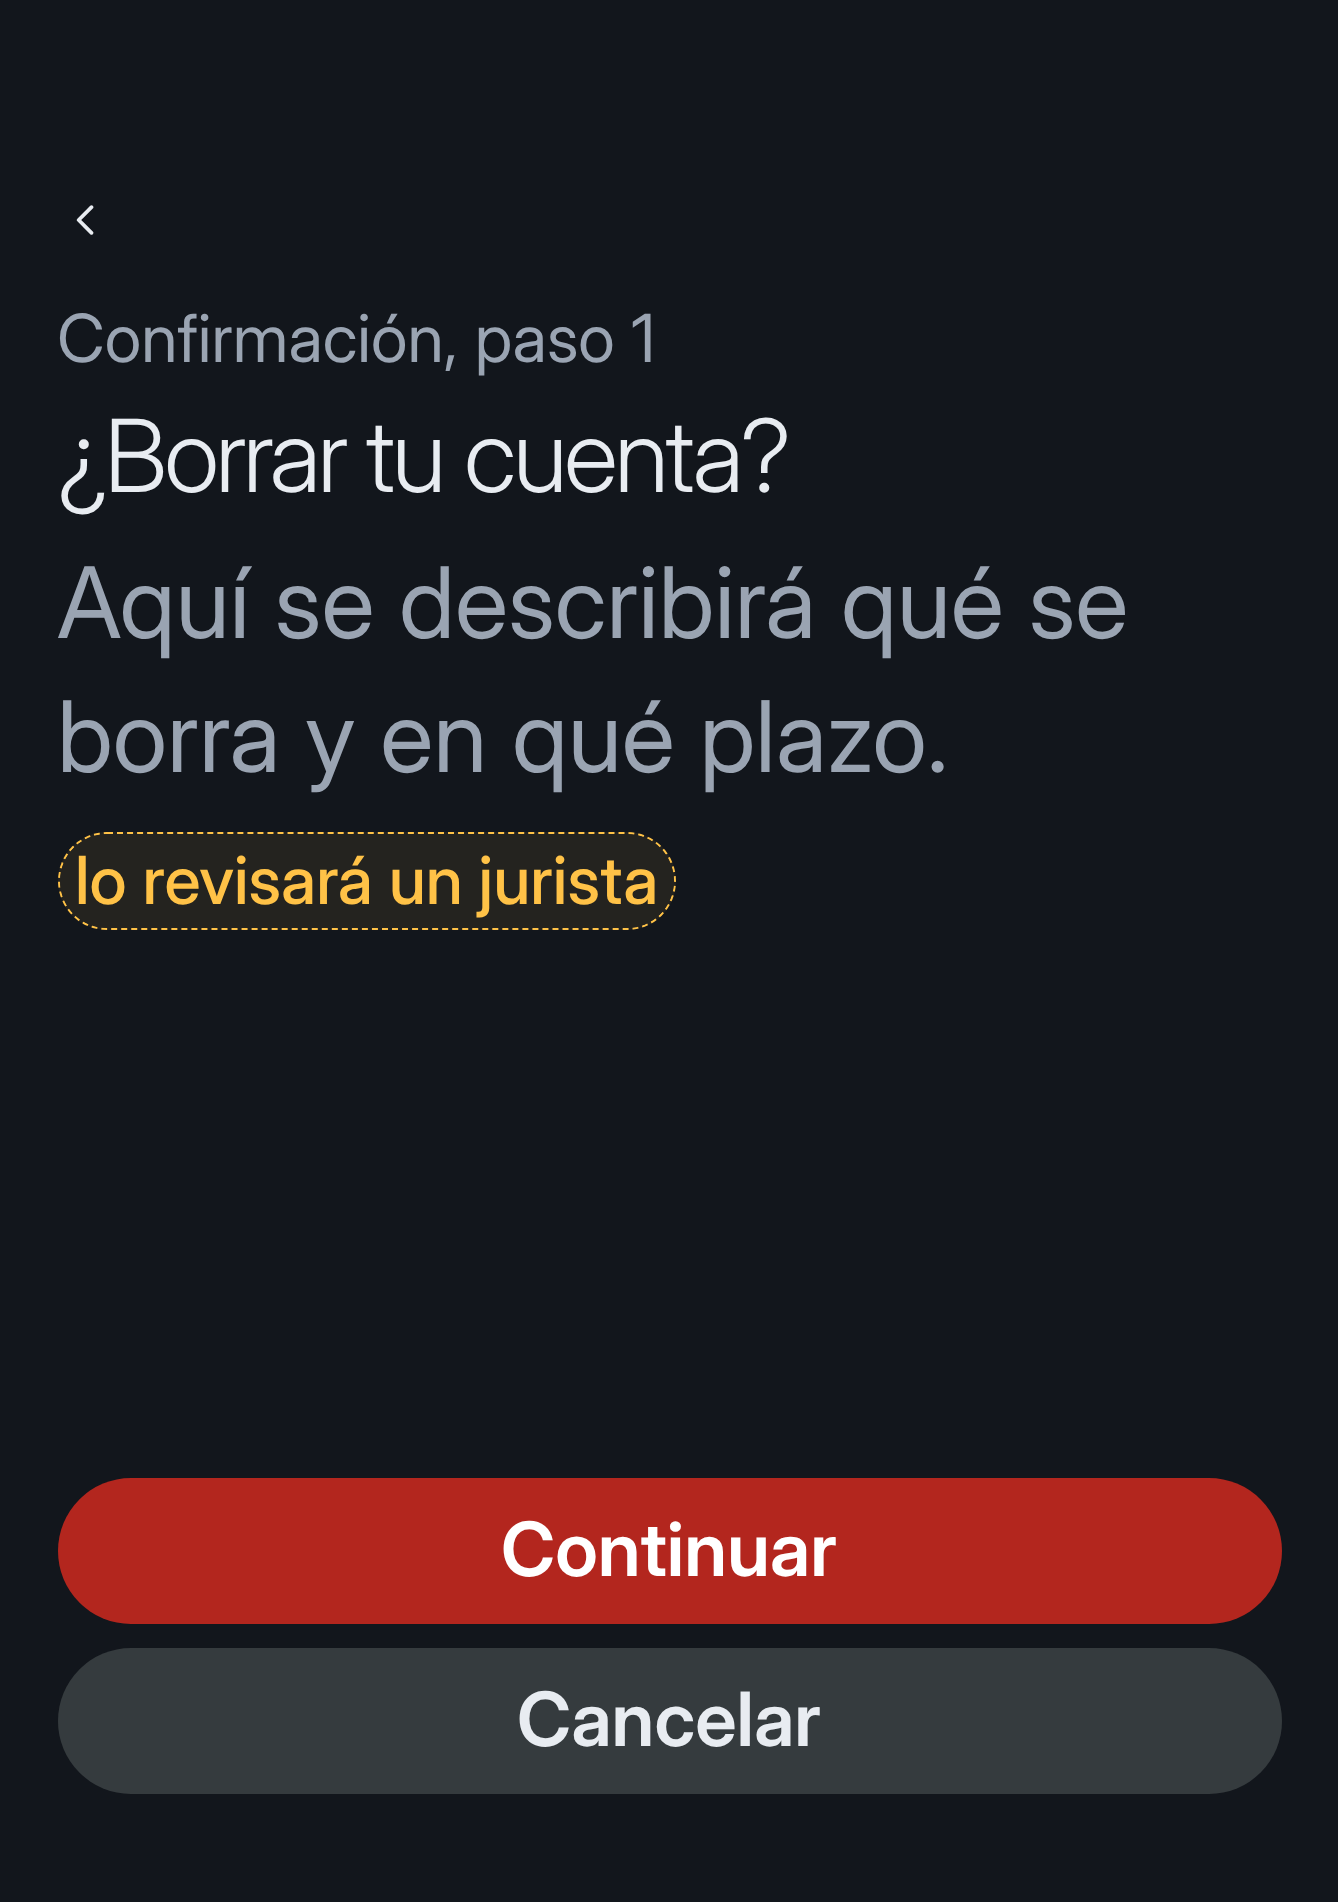 Confirmación, paso 1
¿Borrar tu cuenta?
Aquí se describirá qué se
borra y en qué plazo.
lo revisará un jurista
Continuar
Cancelar